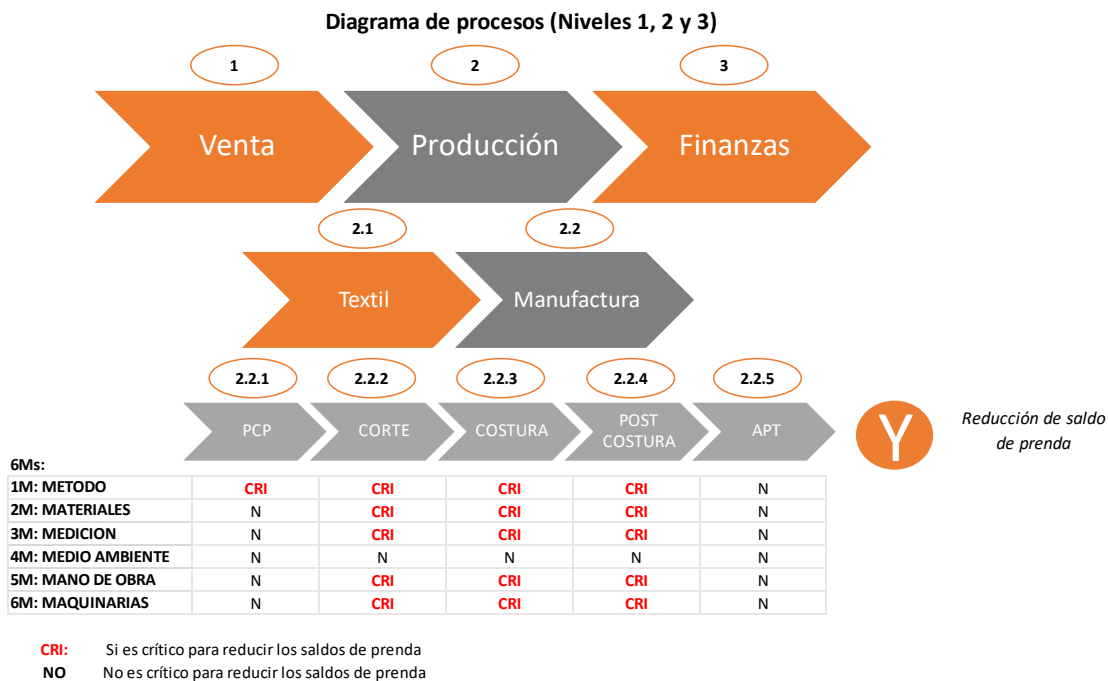 Diagrama de procesos (Niveles 1, 2 y 3)
1 2 3
Venta Producción Finanzas
2.1 2.2
Textil Manufactura
2.2.1 2.2.2 2.2.3 2.2.4 2.2.5
PCP CORTE COSTURA POST COSTURA APT
Y
Reducción de saldo
de prenda
6Ms:
1M: METODO CRI CRI CRI CRI N
2M: MATERIALES N CRI CRI CRI N
3M: MEDICION N CRI CRI CRI N
4M: MEDIO AMBIENTE N N N N N
5M: MANO DE OBRA N CRI CRI CRI N
6M: MAQUINARIAS N CRI CRI CRI N
CRI: Si es crítico para reducir los saldos de prenda
NO No es crítico para reducir los saldos de prenda